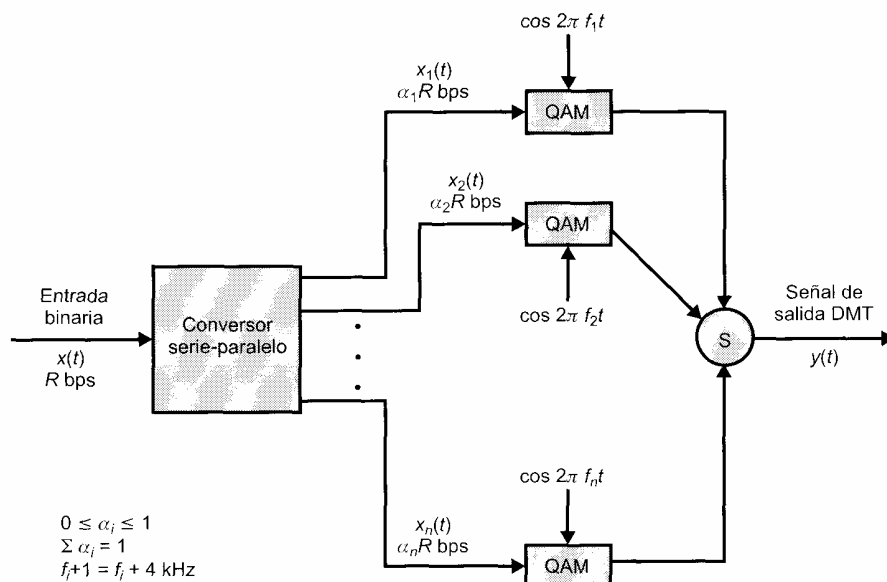 cos 2π f₁t
x₁(t)
α₁R bps
QAM
x₂(t)
α₂R bps
QAM
cos 2π f₂t
Entrada
binaria
x(t)
R bps
Conversor
serie-paralelo
S
Señal de
salida DMT
y(t)
cos 2π fₙt
xₙ(t)
αₙR bps
QAM
0 ≤ αᵢ ≤ 1
Σ αᵢ = 1
fᵢ+1 = fᵢ + 4 kHz